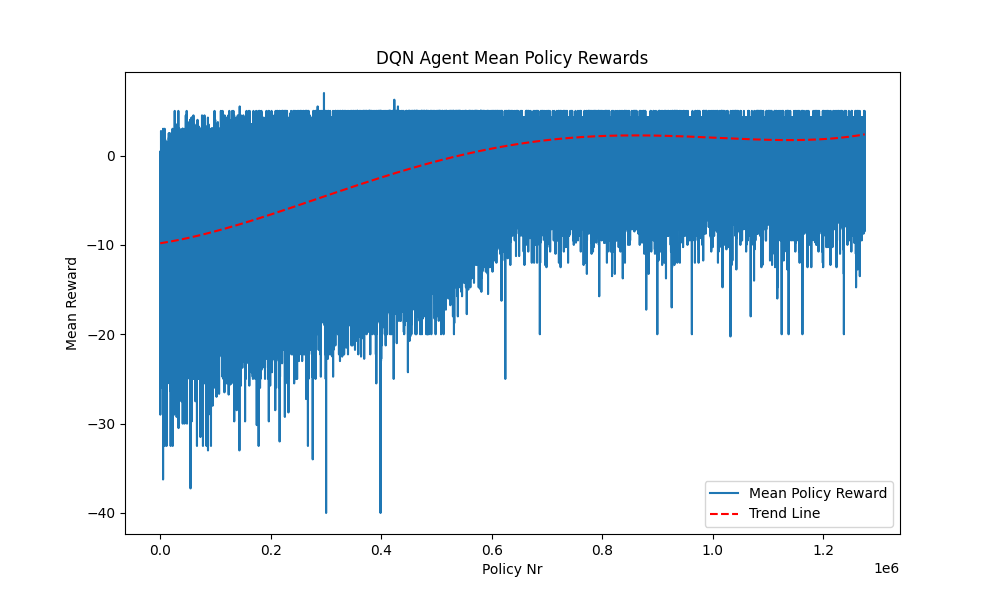 DQN Agent Mean Policy Rewards
Mean Reward
0
−10
−20
−30
−40
0.0 0.2 0.4 0.6 0.8 1.0 1.2
1e6
Policy Nr
Mean Policy Reward
Trend Line